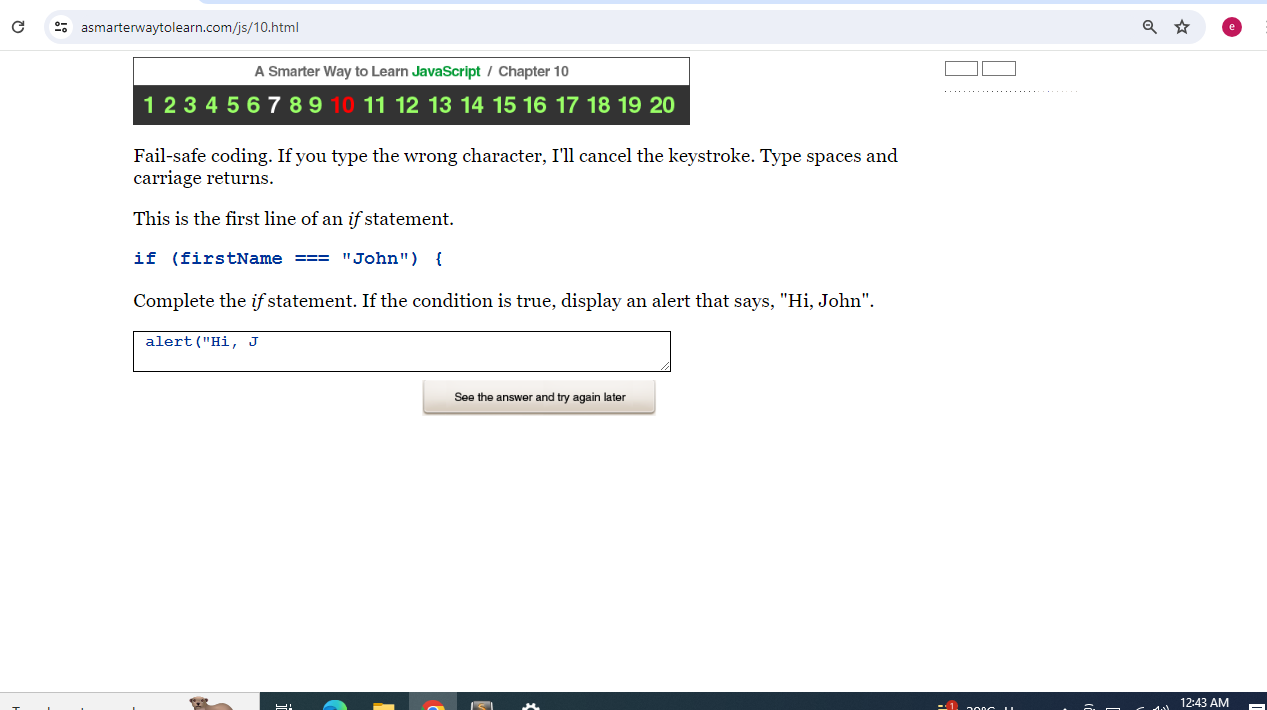 asmarterwaytolearn.com/js/10.html
e
A Smarter Way to Learn JavaScript / Chapter 10
1 2 3 4 5 6 7 8 9 10 11 12 13 14 15 16 17 18 19 20
Fail-safe coding. If you type the wrong character, I'll cancel the keystroke. Type spaces and
carriage returns.
This is the first line of an if statement.
if (firstName === "John") {
Complete the if statement. If the condition is true, display an alert that says, "Hi, John".
alert("Hi, J
See the answer and try again later
1
12:43 AM